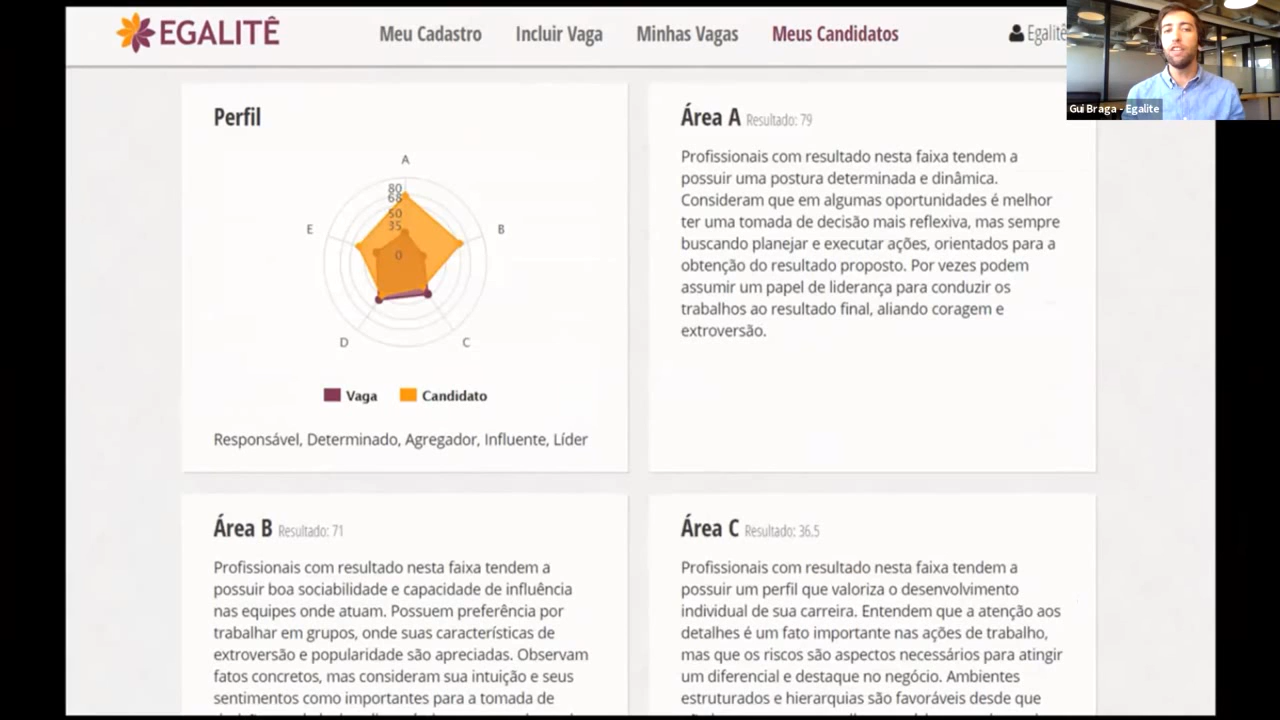 EGALITÊ
Meu Cadastro
Incluir Vaga
Minhas Vagas
Meus Candidatos
Egalitê
Gui Braga - Egalite
Perfil
A
80
68
50
35
0
E
B
D
C
Vaga
Candidato
Responsável, Determinado, Agregador, Influente, Líder
Área A Resultado: 79
Profissionais com resultado nesta faixa tendem a
possuir uma postura determinada e dinâmica.
Consideram que em algumas oportunidades é melhor
ter uma tomada de decisão mais reflexiva, mas sempre
buscando planejar e executar ações, orientados para a
obtenção do resultado proposto. Por vezes podem
assumir um papel de liderança para conduzir os
trabalhos ao resultado final, aliando coragem e
extroversão.
Área B Resultado: 71
Profissionais com resultado nesta faixa tendem a
possuir boa sociabilidade e capacidade de influência
nas equipes onde atuam. Possuem preferência por
trabalhar em grupos, onde suas características de
extroversão e popularidade são apreciadas. Observam
fatos concretos, mas consideram sua intuição e seus
sentimentos como importantes para a tomada de
Área C Resultado: 36.5
Profissionais com resultado nesta faixa tendem a
possuir um perfil que valoriza o desenvolvimento
individual de sua carreira. Entendem que a atenção aos
detalhes é um fato importante nas ações de trabalho,
mas que os riscos são aspectos necessários para atingir
um diferencial e destaque no negócio. Ambientes
estruturados e hierarquias são favoráveis desde que